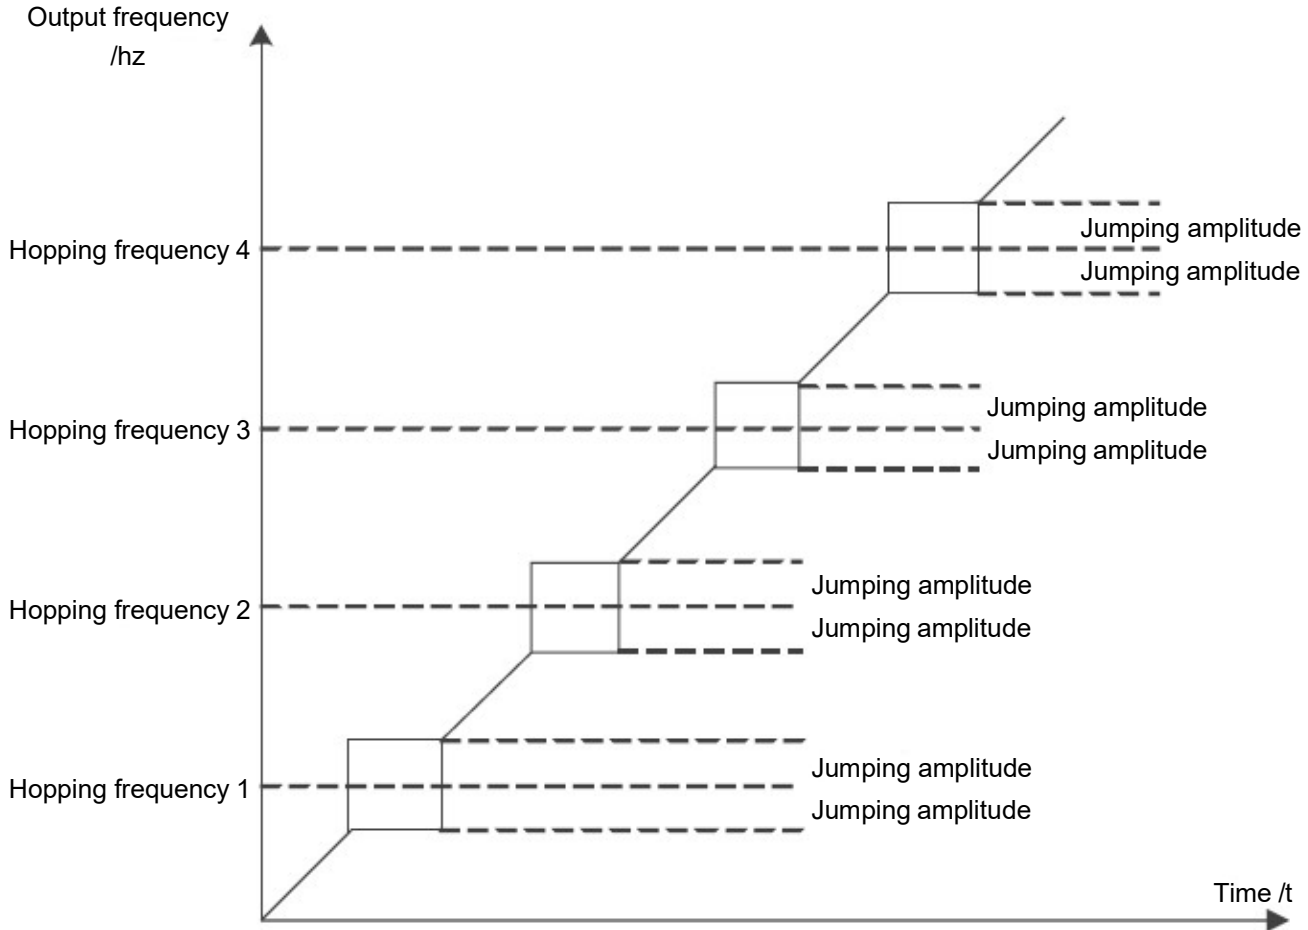 Output frequency
/hz
Jumping amplitude
Hopping frequency 4
Jumping amplitude
Jumping amplitude
Hopping frequency 3
Jumping amplitude
Jumping amplitude
Hopping frequency 2
Jumping amplitude
Jumping amplitude
Hopping frequency 1
Jumping amplitude
Time /t